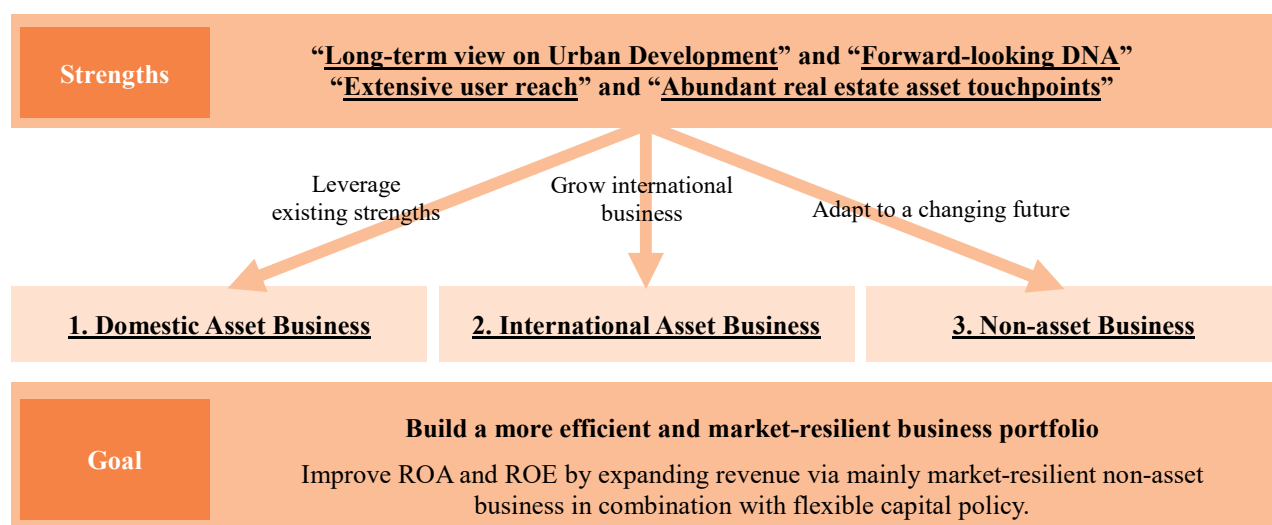 Strengths
“Long-term view on Urban Development” and “Forward-looking DNA”
“Extensive user reach” and “Abundant real estate asset touchpoints”
Leverage
existing strengths
Grow international
business
Adapt to a changing future
1. Domestic Asset Business
2. International Asset Business
3. Non-asset Business
Goal
Build a more efficient and market-resilient business portfolio
Improve ROA and ROE by expanding revenue via mainly market-resilient non-asset
business in combination with flexible capital policy.